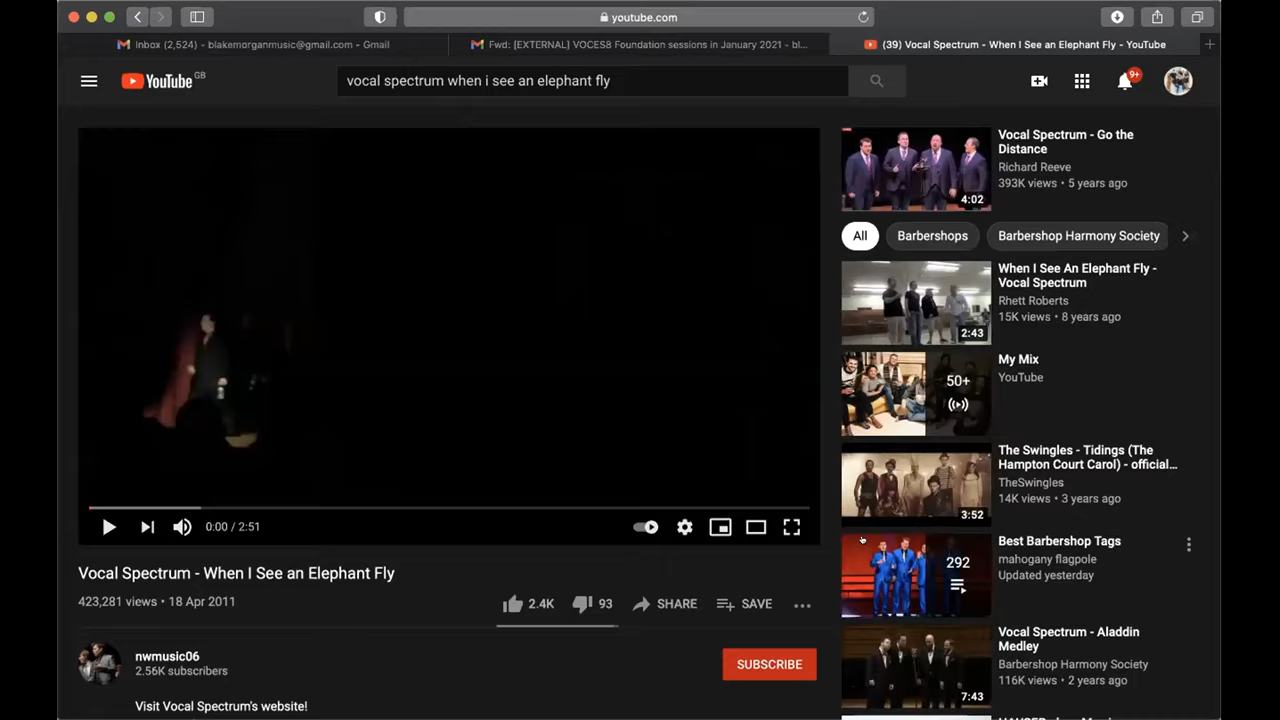 youtube.com
Inbox (2,524) - blakemorganmusic@gmail.com - Gmail
Fwd: [EXTERNAL] VOCES8 Foundation sessions in January 2021 - bl...
(39) Vocal Spectrum - When I See an Elephant Fly - YouTube
YouTube GB
vocal spectrum when i see an elephant fly
9+
Vocal Spectrum - Go the
Distance
Richard Reeve
393K views • 5 years ago
4:02
All
Barbershops
Barbershop Harmony Society
When I See An Elephant Fly -
Vocal Spectrum
Rhett Roberts
15K views • 8 years ago
2:43
My Mix
YouTube
50+
The Swingles - Tidings (The
Hampton Court Carol) - official...
TheSwingles
14K views • 3 years ago
3:52
Best Barbershop Tags
mahogany flagpole
Updated yesterday
292
Vocal Spectrum - Aladdin
Medley
Barbershop Harmony Society
116K views • 2 years ago
7:43
0:00 / 2:51
Vocal Spectrum - When I See an Elephant Fly
423,281 views • 18 Apr 2011
2.4K
93
SHARE
SAVE
nwmusic06
2.56K subscribers
SUBSCRIBE
Visit Vocal Spectrum's website!